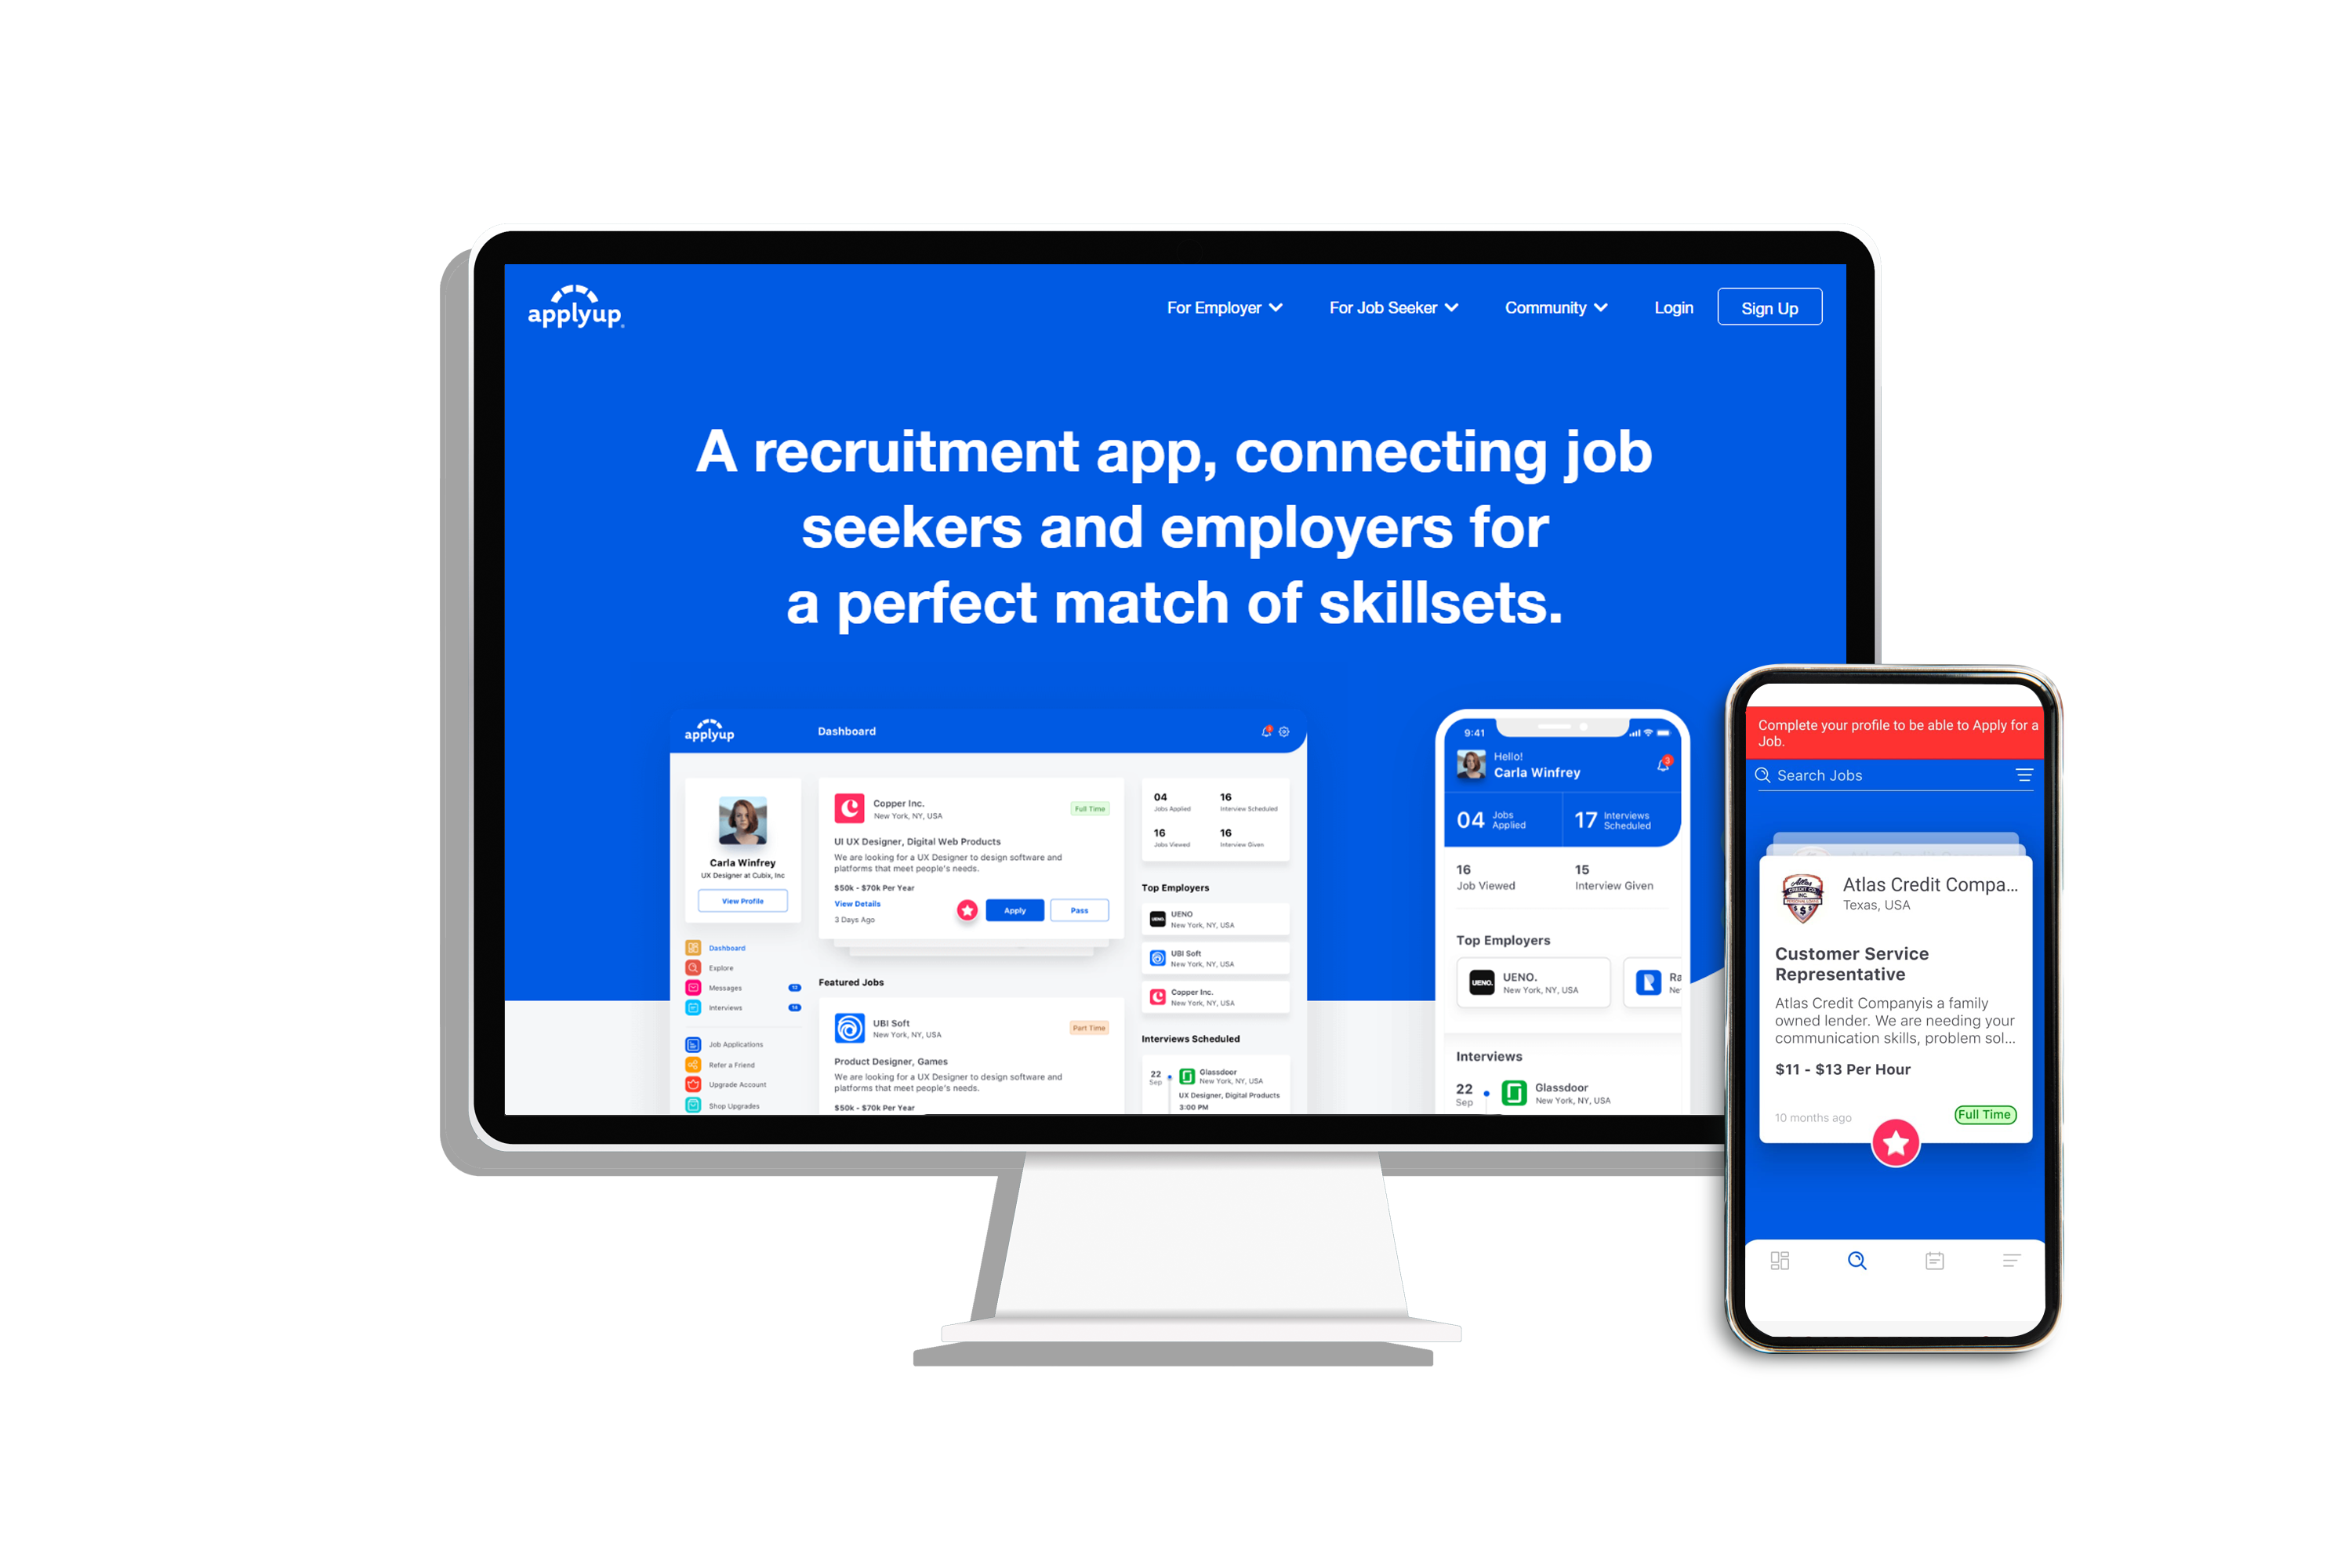 applyup
For Employer
For Job Seeker
Community
Login
Sign Up
A recruitment app, connecting job
seekers and employers for
a perfect match of skillsets.
applyup
Dashboard
Carla Winfrey
UX Designer at Cubix, Inc
View Profile
Dashboard
Explore
Messages
12
Interviews
Job Applications
Refer a Friend
Upgrade Account
Shop Upgrades
Copper Inc.
New York, NY, USA
Full Time
UI UX Designer, Digital Web Products
We are looking for a UX Designer to design software and
platforms that meet people's needs.
$50k - $70k Per Year
View Details
3 Days Ago
Apply
Pass
Featured Jobs
UBI Soft
New York, NY, USA
Part Time
Product Designer, Games
We are looking for a UX Designer to design software and
platforms that meet people's needs.
$50k - $70k Per Year
04
Jobs Applied
16
Interview Scheduled
16
Jobs Viewed
16
Interview Given
Top Employers
UENO.
UENO
New York, NY, USA
UBI Soft
New York, NY, USA
Copper Inc.
New York, NY, USA
Interviews Scheduled
22
Sep
Glassdoor
New York, NY, USA
UX Designer, Digital Products
3:00 PM
9:41
Hello!
Carla Winfrey
3
04 Jobs
Applied
17 Interviews
Scheduled
16
Job Viewed
15
Interview Given
Top Employers
UENO.
UENO.
New York, NY, USA
Ra
Ne
Interviews
22
Sep
Glassdoor
New York, NY, USA
Complete your profile to be able to Apply for a
Job.
Search Jobs
Atlas
CREDIT CO.
INC
Atlas Credit Compa...
Texas, USA
Customer Service
Representative
Atlas Credit Companyis a family
owned lender. We are needing your
communication skills, problem sol...
$11 - $13 Per Hour
10 months ago
Full Time